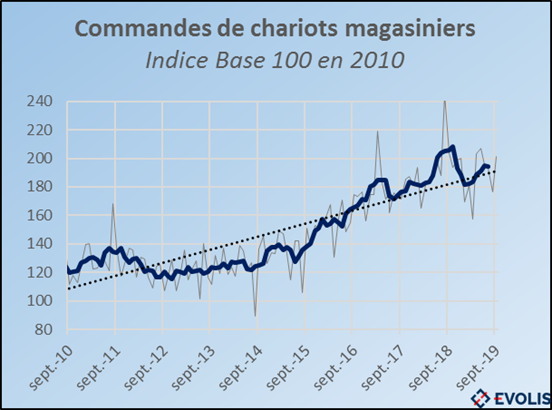 Commandes de chariots magasiniers
Indice Base 100 en 2010
240
220
200
180
160
140
120
100
80
sept.-10
sept.-11
sept.-12
sept.-13
sept.-14
sept.-15
sept.-16
sept.-17
sept.-18
sept.-19
EVOLIS